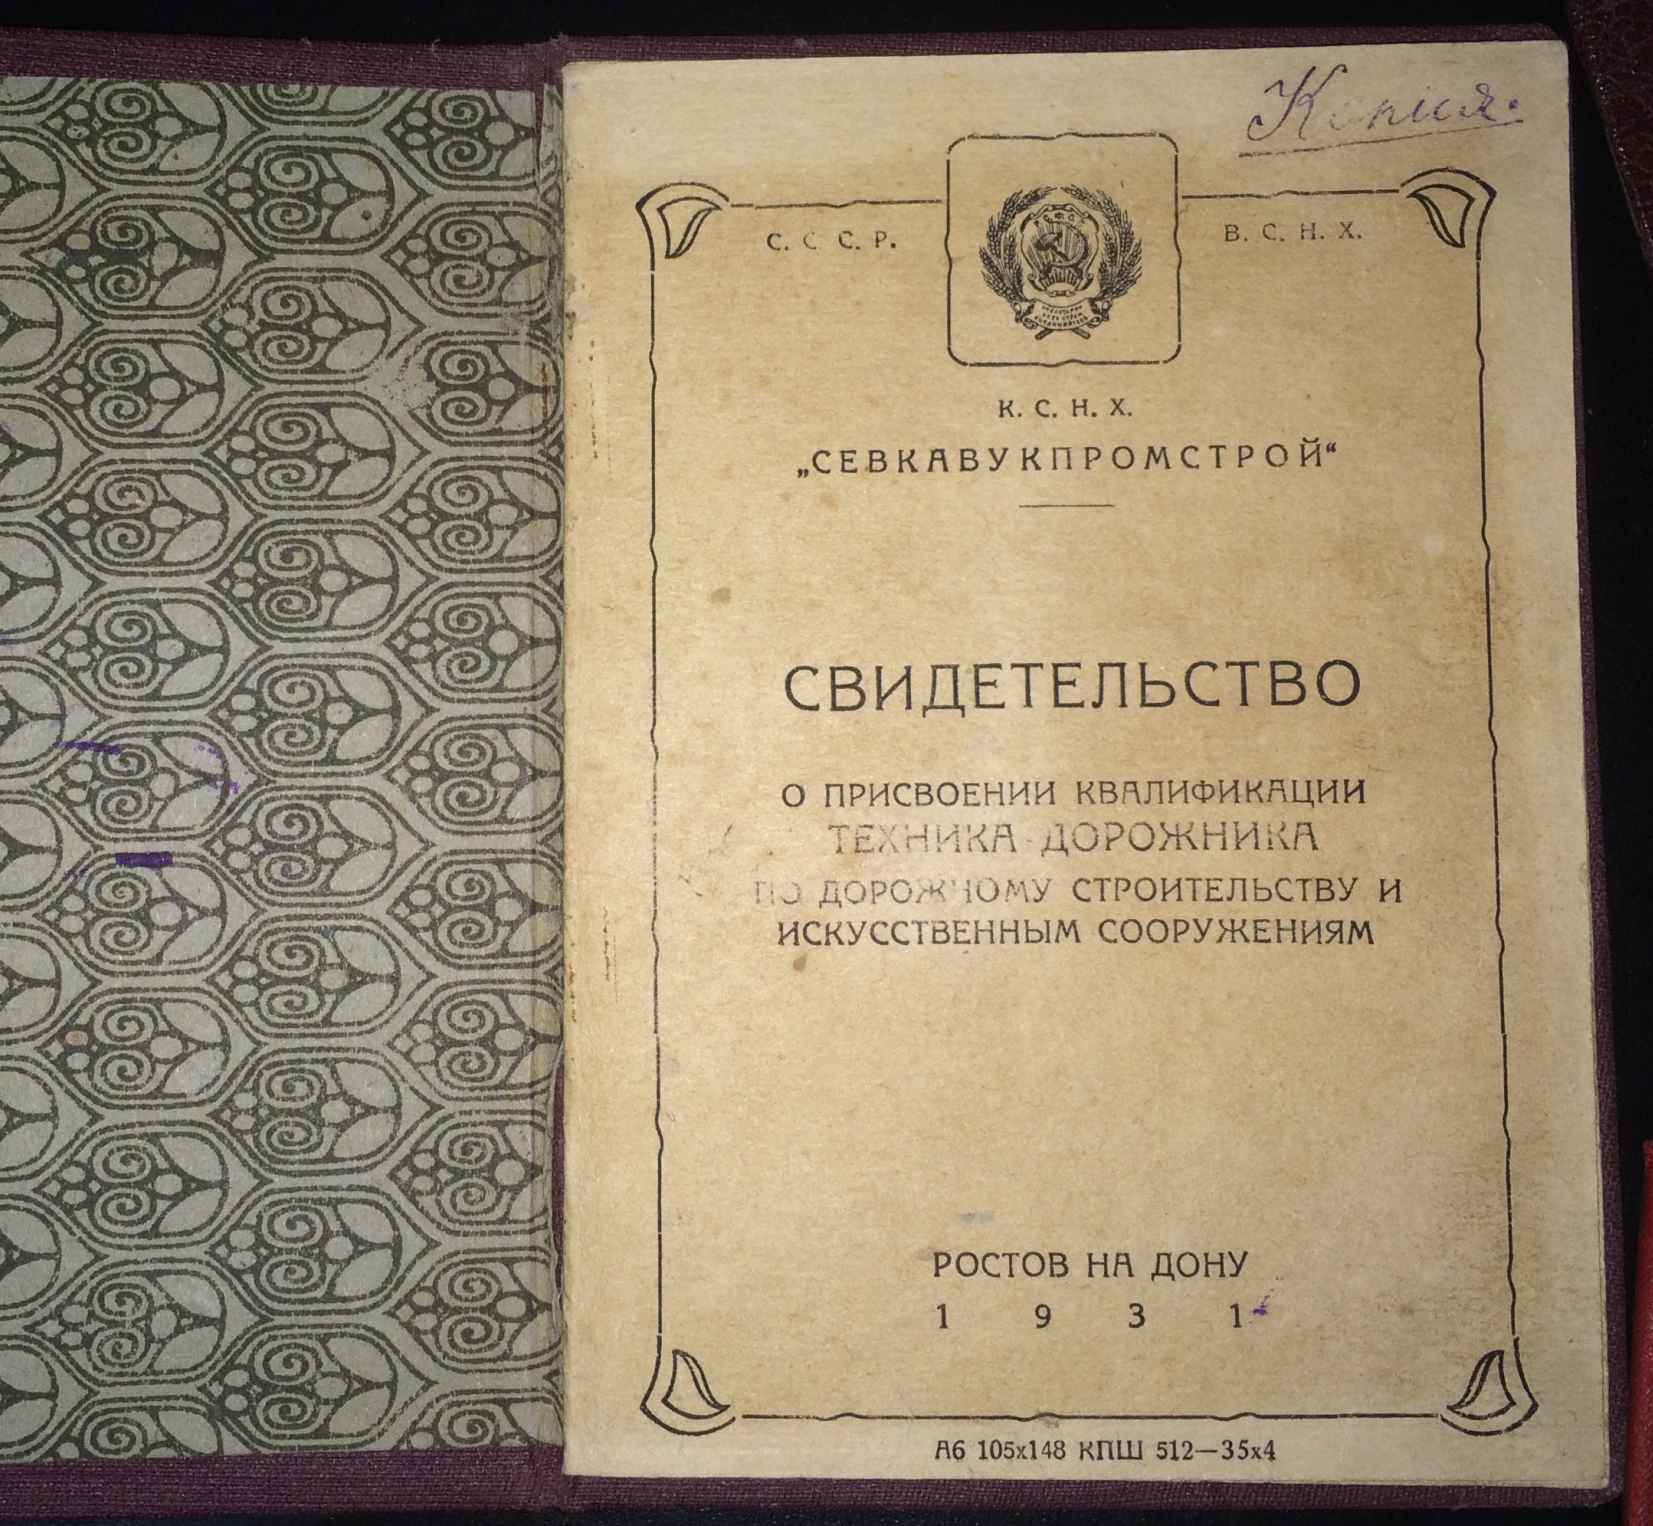 Копия.
С. С. С. Р.
В. С. Н. Х.
К. С. Н. Х.
„СЕВКАВУКПРОМСТРОЙ“
СВИДЕТЕЛЬСТВО
О ПРИСВОЕНИИ КВАЛИФИКАЦИИ
ТЕХНИКА-ДОРОЖНИКА
ПО ДОРОЖНОМУ СТРОИТЕЛЬСТВУ И
ИСКУССТВЕННЫМ СООРУЖЕНИЯМ
РОСТОВ НА ДОНУ
1 9 3 1
А6 105х148 КПШ 512—35х4